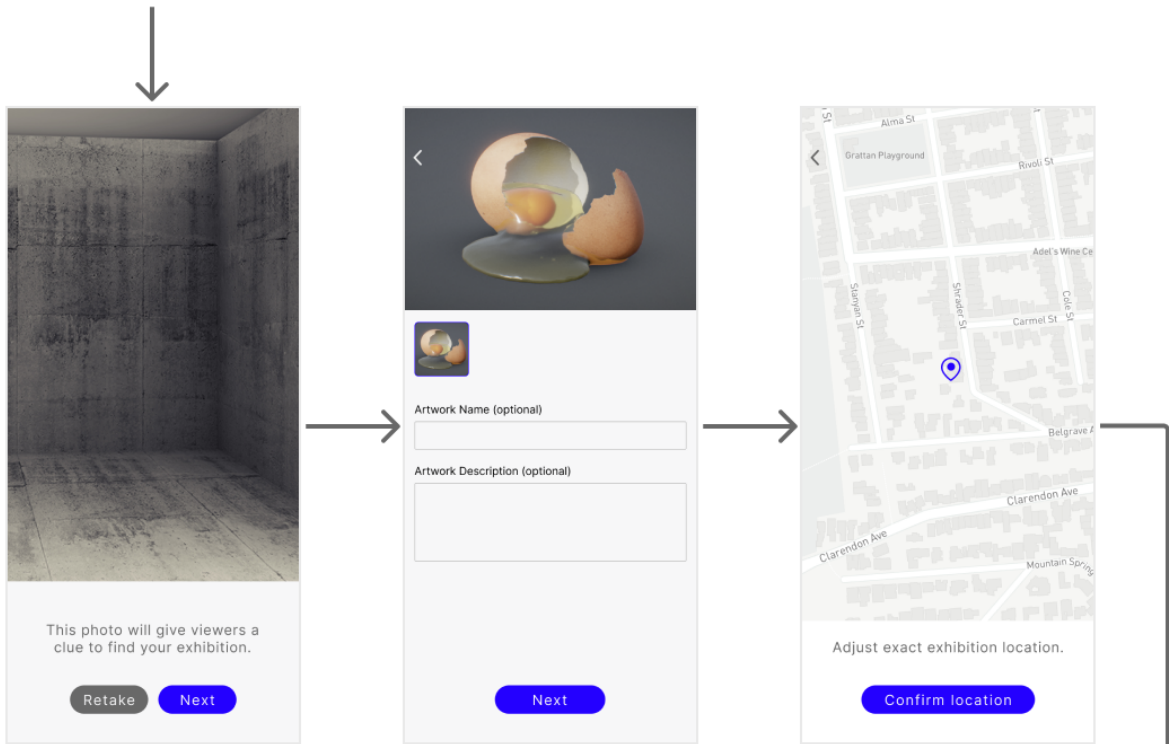 This photo will give viewers a
clue to find your exhibition.
Retake
Next
Artwork Name (optional)
Artwork Description (optional)
Next
St
Alma St
Grattan Playground
Rivoli St
Adel's Wine Ce
Stanyan St
Shrader St
Cole St
Carmel St
Belgrave A
Clarendon Ave
Clarendon Ave
Mountain Spring
Adjust exact exhibition location.
Confirm location